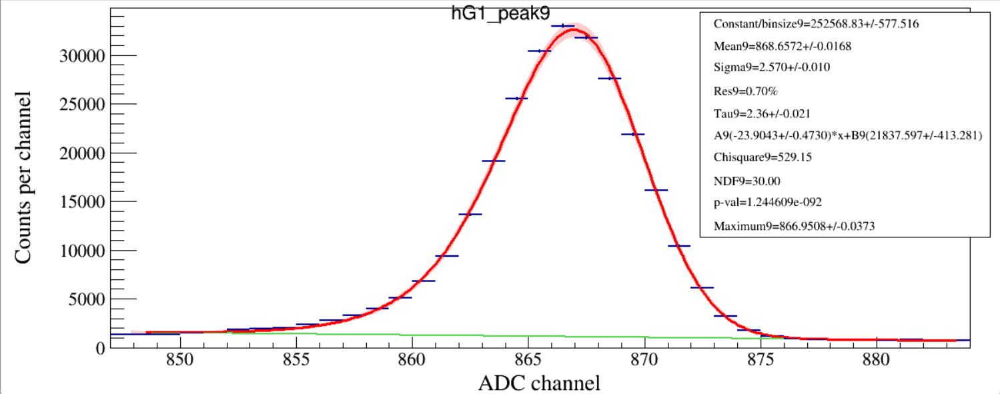 hG1_peak9
Constant/binsize9=252568.83+/-577.516
Mean9=868.6572+/-0.0168
Sigma9=2.570+/-0.010
Res9=0.70%
Tau9=2.36+/-0.021
A9(-23.9043+/-0.4730)*x+B9(21837.597+/-413.281)
Chisquare9=529.15
NDF9=30.00
p-val=1.244609e-092
Maximum9=866.9508+/-0.0373
Counts per channel
30000
25000
20000
15000
10000
5000
0
850 855 860 865 870 875 880
ADC channel